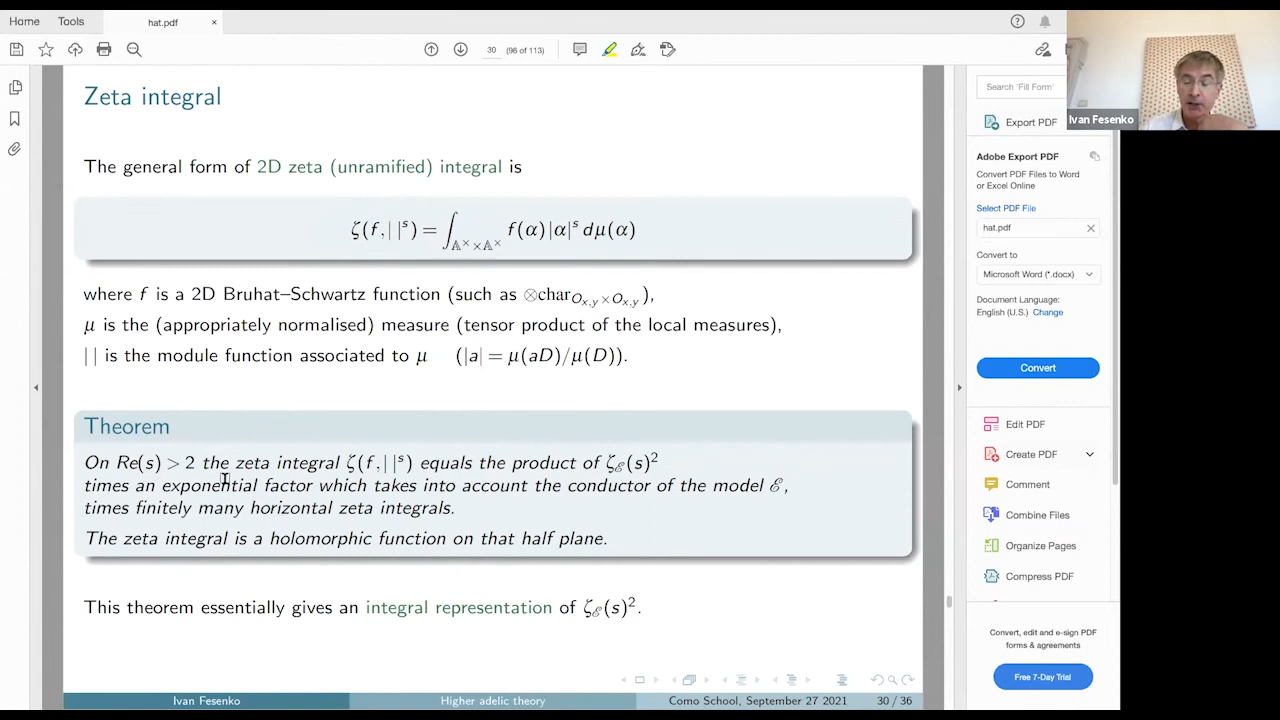 Home Tools hat.pdf ×
30 (96 of 113)
Zeta integral
The general form of 2D zeta (unramified) integral is
ζ(f, | |ˢ) = ∫_{𝔸ˣ×𝔸ˣ} f(α) |α|ˢ dμ(α)
where f is a 2D Bruhat–Schwartz function (such as ⊗char_{O_{x,y}×O_{x,y}}),
μ is the (appropriately normalised) measure (tensor product of the local measures),
| | is the module function associated to μ (|a| = μ(aD)/μ(D)).
Theorem
On Re(s) > 2 the zeta integral ζ(f, | |ˢ) equals the product of ζ_ℰ(s)²
times an exponential factor which takes into account the conductor of the model ℰ,
times finitely many horizontal zeta integrals.
The zeta integral is a holomorphic function on that half plane.
This theorem essentially gives an integral representation of ζ_ℰ(s)².
Ivan Fesenko Higher adelic theory Como School, September 27 2021 30 / 36
Ivan Fesenko
Search 'Fill Form'
Export PDF
Adobe Export PDF
Convert PDF Files to Word
or Excel Online
Select PDF File
hat.pdf
Convert to
Microsoft Word (*.docx)
Document Language:
English (U.S.) Change
Convert
Edit PDF
Create PDF
Comment
Combine Files
Organize Pages
Compress PDF
Convert, edit and e-sign PDF
forms & agreements
Free 7-Day Trial